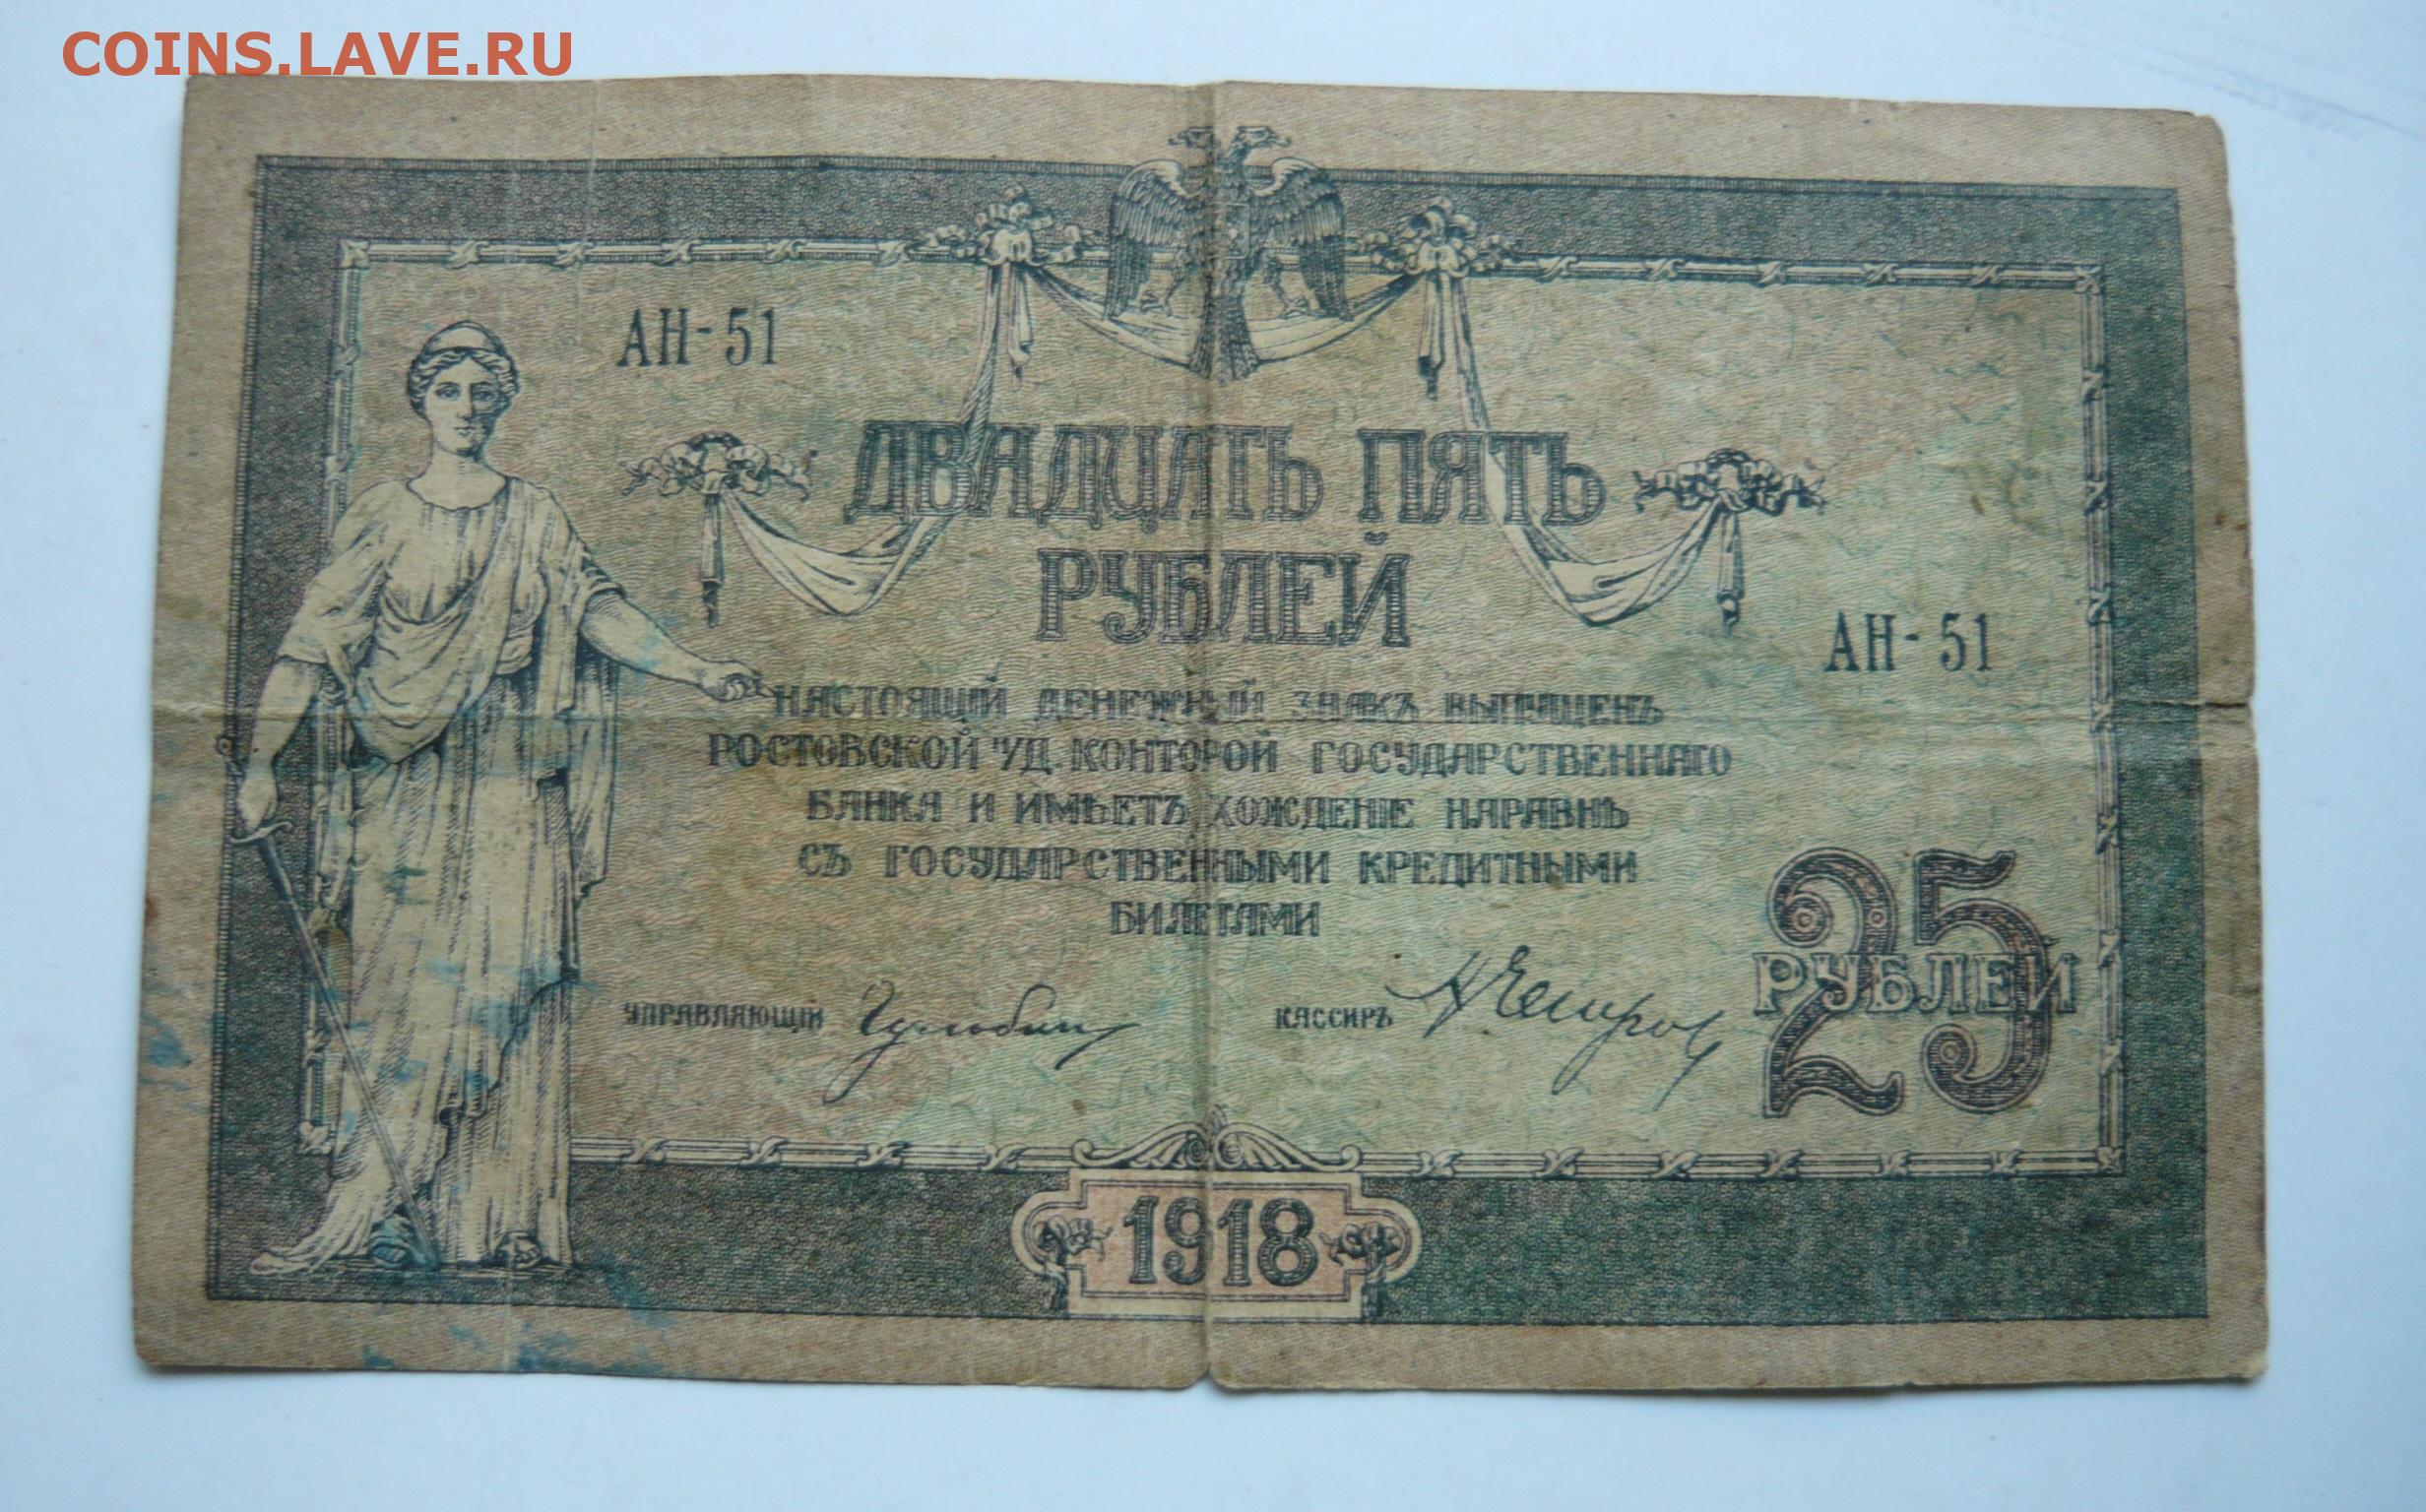 COINS.LAVE.RU
АН-51
ДВАДЦАТЬ ПЯТЬ
РУБЛЕЙ
АН-51
НАСТОЯЩІЙ ДЕНЕЖНЫЙ ЗНАКЪ ВЫПУЩЕНЪ
РОСТОВСКОЙ Н/Д. КОНТОРОЙ ГОСУДАРСТВЕННАГО
БАНКА И ИМѢЕТЪ ХОЖДЕНІЕ НАРАВНѢ
СЪ ГОСУДАРСТВЕННЫМИ КРЕДИТНЫМИ
БИЛЕТАМИ
25
РУБЛЕЙ
УПРАВЛЯЮЩІЙ
КАССИРЪ
1918